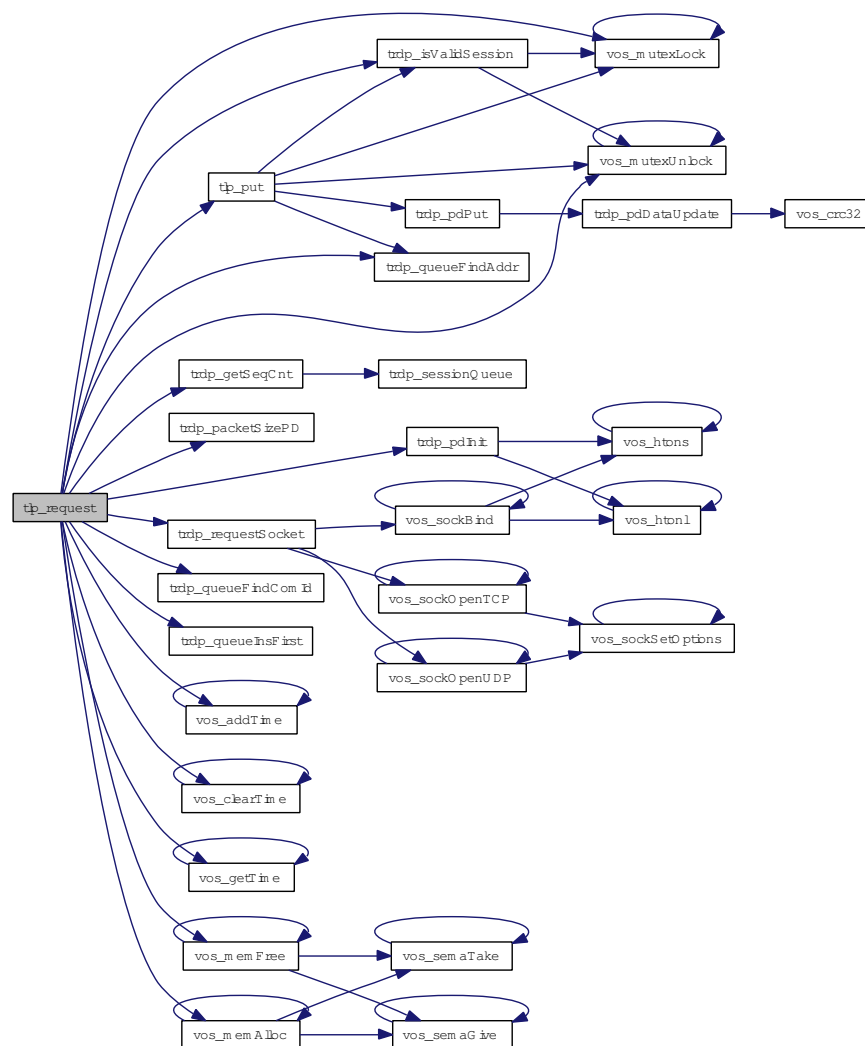 trdp_isValidSession
vos_mutexLock
vos_mutexUnlock
tlp_put
trdp_pdPut
trdp_pdDataUpdate
vos_crc32
trdp_queueFindAddr
trdp_getSeqCnt
trdp_sessionQueue
trdp_packetSizePD
trdp_pdInit
vos_htons
tlp_request
trdp_requestSocket
vos_sockBind
vos_htonl
trdp_queueFindComId
vos_sockOpenTCP
trdp_queueInsFirst
vos_sockSetOptions
vos_sockOpenUDP
vos_addTime
vos_clearTime
vos_getTime
vos_memFree
vos_semaTake
vos_memAlloc
vos_semaGive